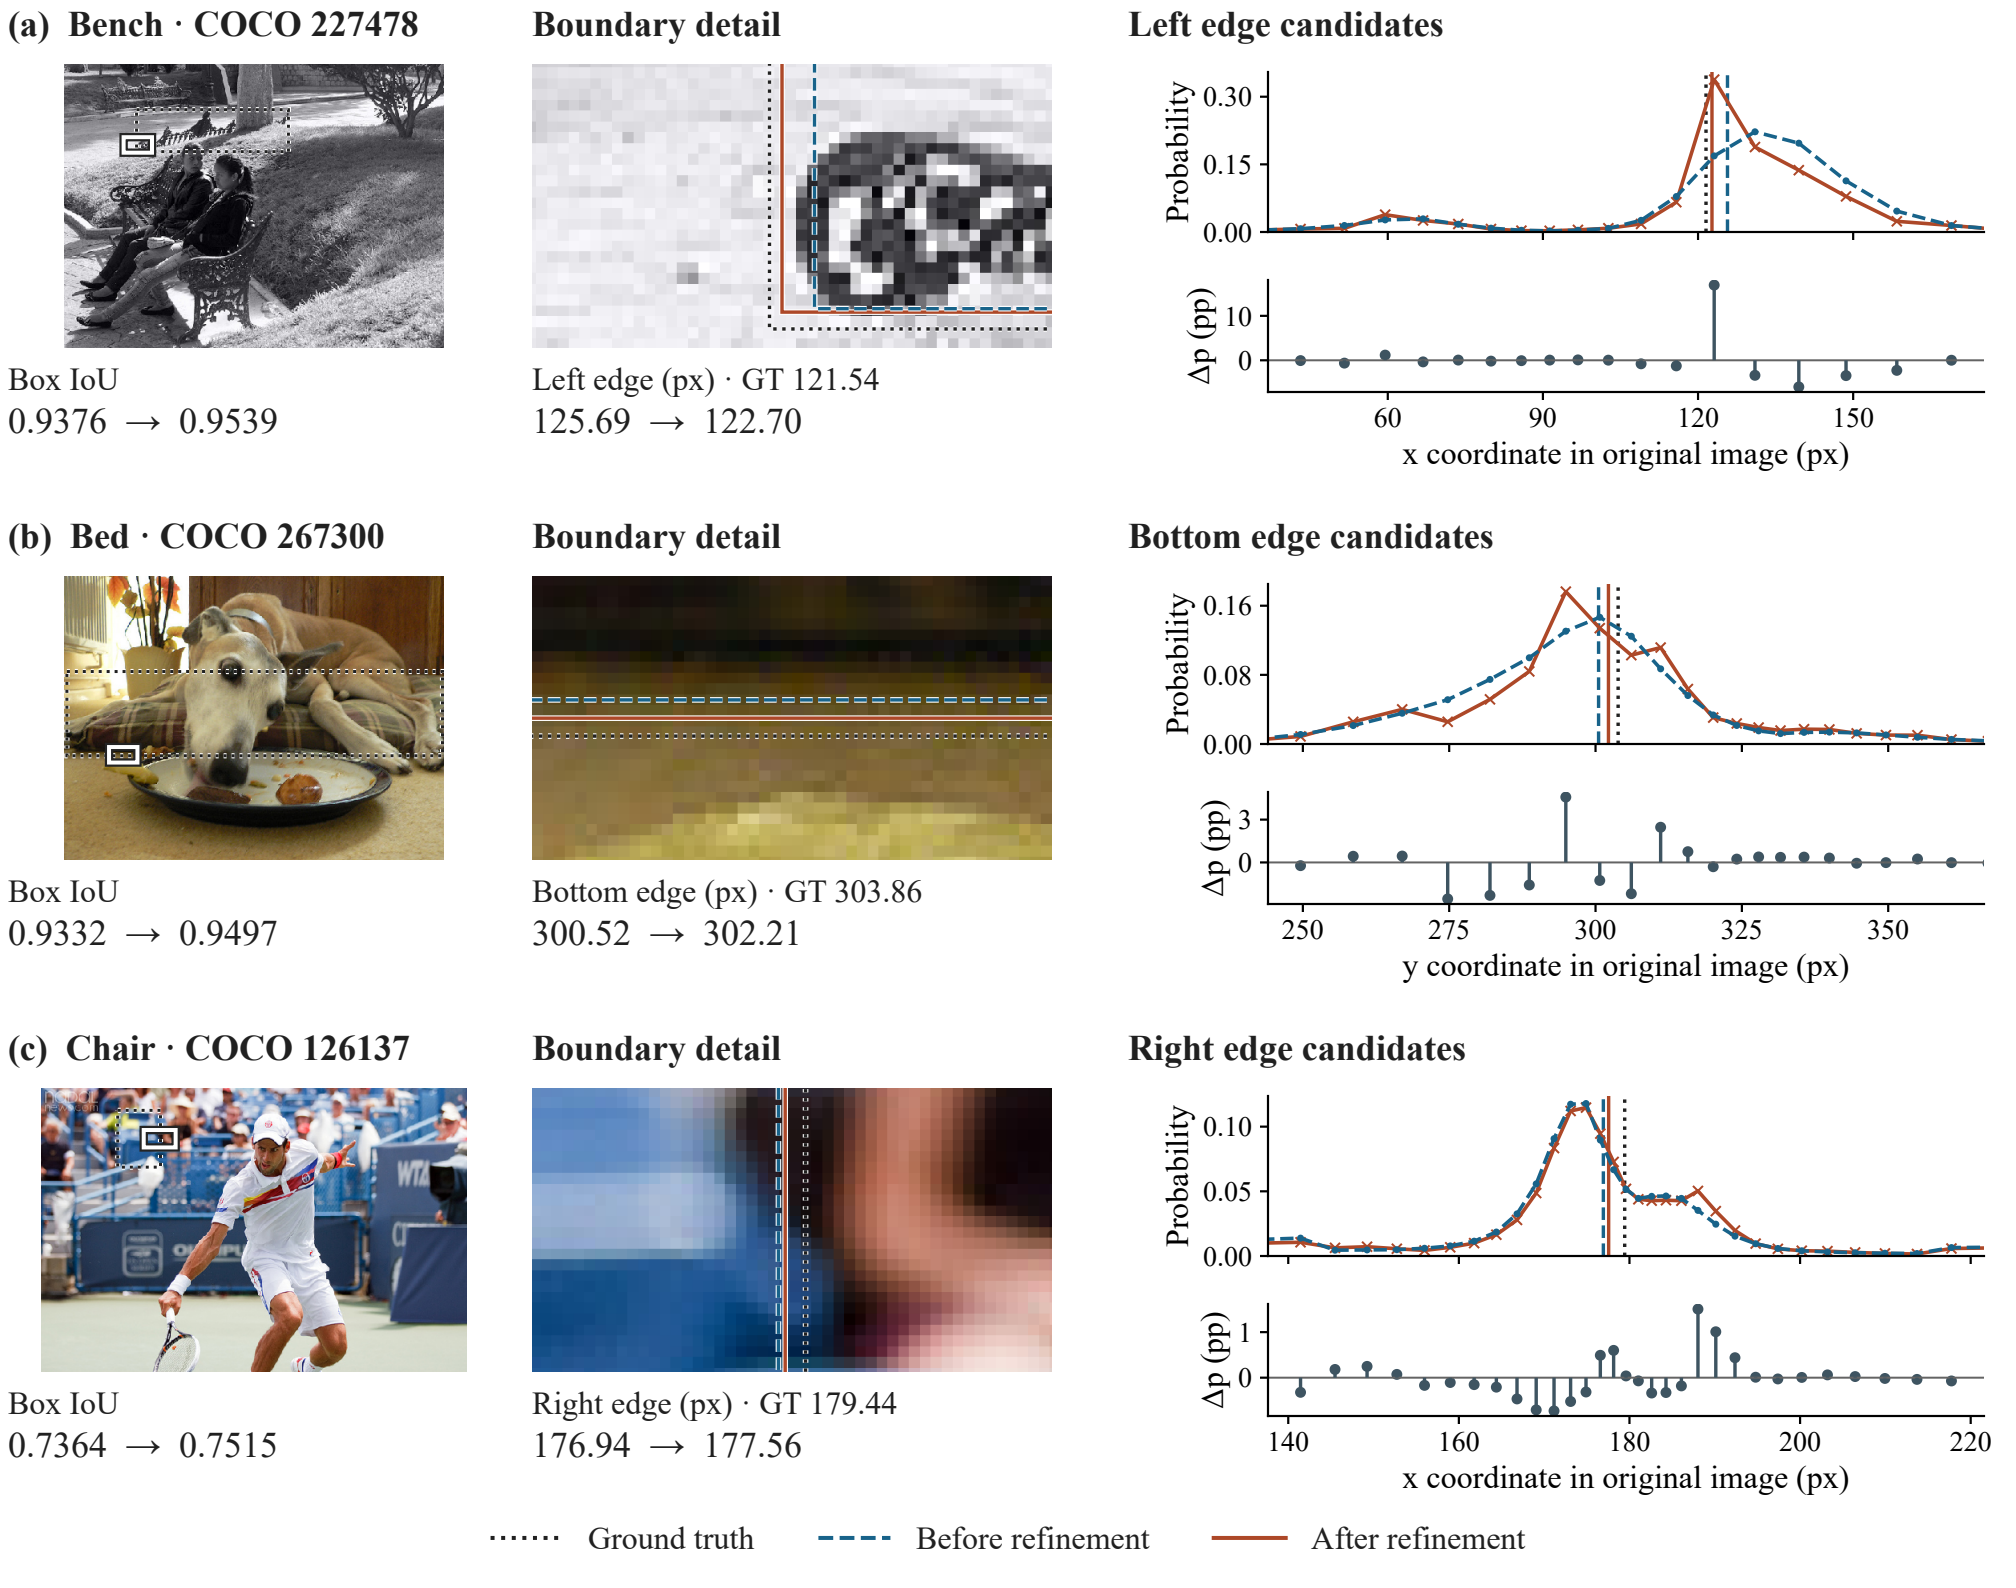 (a) Bench · COCO 227478
Boundary detail
Left edge candidates
Probability
0.30
0.15
0.00
Δp (pp)
10
0
60 90 120 150
x coordinate in original image (px)
Box IoU
0.9376 → 0.9539
Left edge (px) · GT 121.54
125.69 → 122.70
(b) Bed · COCO 267300
Boundary detail
Bottom edge candidates
Probability
0.16
0.08
0.00
Δp (pp)
3
0
250 275 300 325 350
y coordinate in original image (px)
Box IoU
0.9332 → 0.9497
Bottom edge (px) · GT 303.86
300.52 → 302.21
(c) Chair · COCO 126137
Boundary detail
Right edge candidates
WTA
Probability
0.10
0.05
0.00
Δp (pp)
1
0
140 160 180 200 220
x coordinate in original image (px)
Box IoU
0.7364 → 0.7515
Right edge (px) · GT 179.44
176.94 → 177.56
Ground truth
Before refinement
After refinement